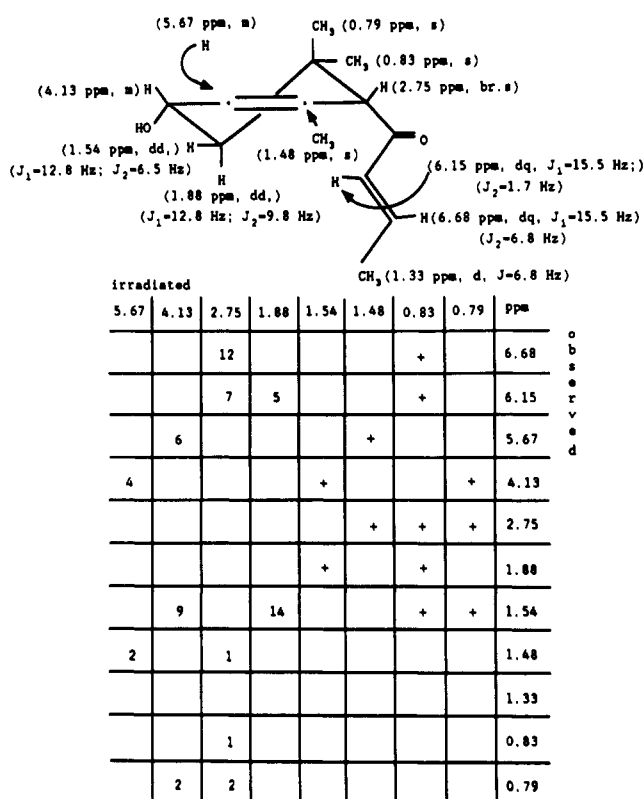 (5.67 ppm, m)
H
CH₃ (0.79 ppm, s)
CH₃ (0.83 ppm, s)
(4.13 ppm, m) H
H(2.75 ppm, br.s)
HO
(1.54 ppm, dd,) H
(J₁=12.8 Hz; J₂=6.5 Hz)
H
(1.88 ppm, dd,)
(J₁=12.8 Hz; J₂=9.8 Hz)
CH₃
(1.48 ppm, s)
O
H
(6.15 ppm, dq, J₁=15.5 Hz;)
(J₂=1.7 Hz)
H(6.68 ppm, dq, J₁=15.5 Hz)
(J₂=6.8 Hz)
CH₃ (1.33 ppm, d, J=6.8 Hz)
irradiated
5.67 4.13 2.75 1.88 1.54 1.48 0.83 0.79 ppm
12 + 6.68
7 5 + 6.15
6 + 5.67
4 + + 4.13
+ + + 2.75
+ + 1.88
9 14 + + 1.54
2 1 1.48
1.33
1 0.83
2 2 0.79
observed